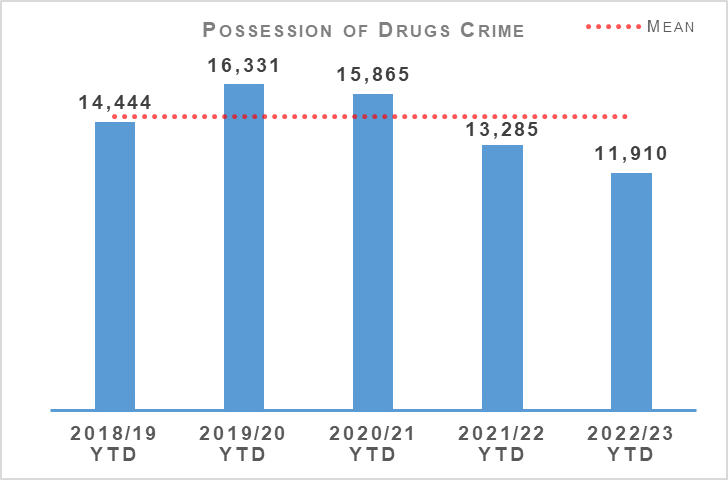 Possession of Drugs Crime
Mean
14,444
16,331
15,865
13,285
11,910
2018/19
YTD
2019/20
YTD
2020/21
YTD
2021/22
YTD
2022/23
YTD